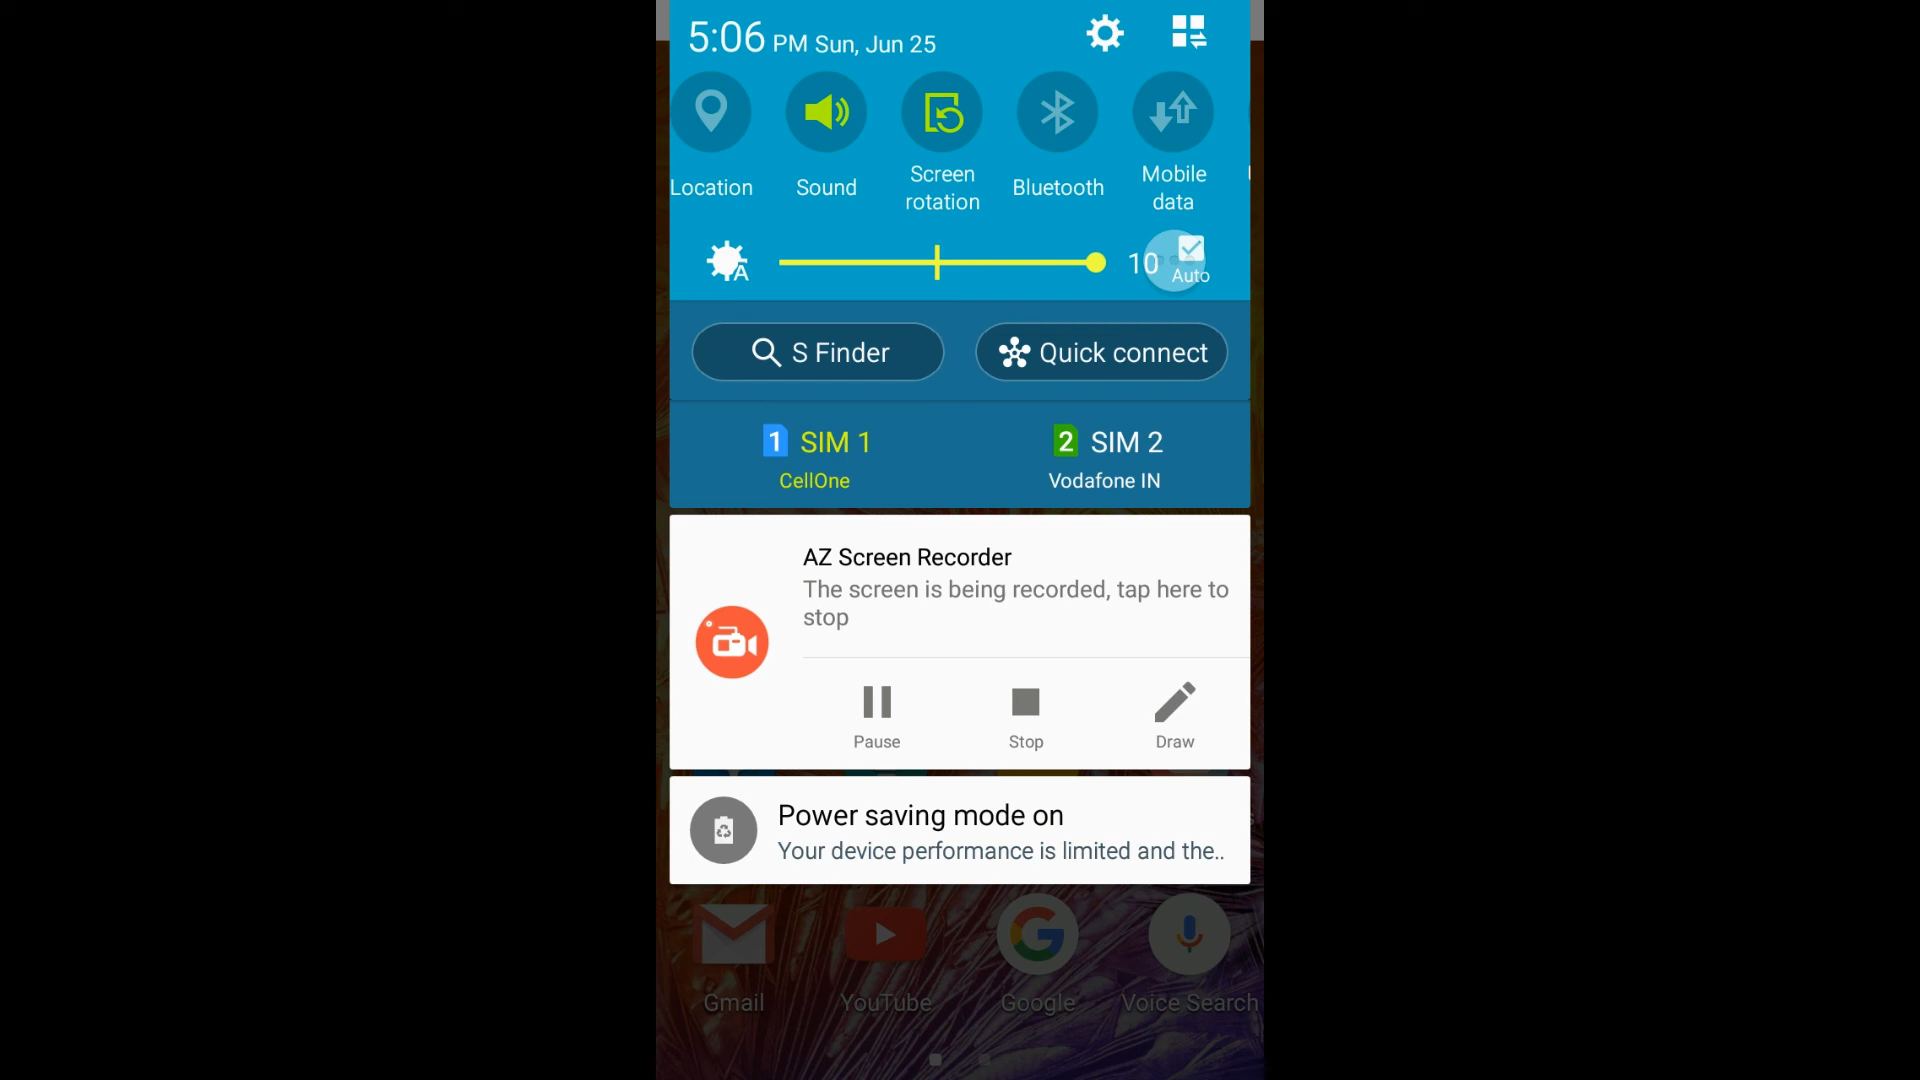 5:06 PM Sun, Jun 25
Location
Sound
Screen
rotation
Bluetooth
Mobile
data
A
10
Auto
S Finder
Quick connect
1 SIM 1
CellOne
2 SIM 2
Vodafone IN
AZ Screen Recorder
The screen is being recorded, tap here to
stop
Pause
Stop
Draw
Power saving mode on
Your device performance is limited and the..
Gmail
YouTube
Google
Voice Search